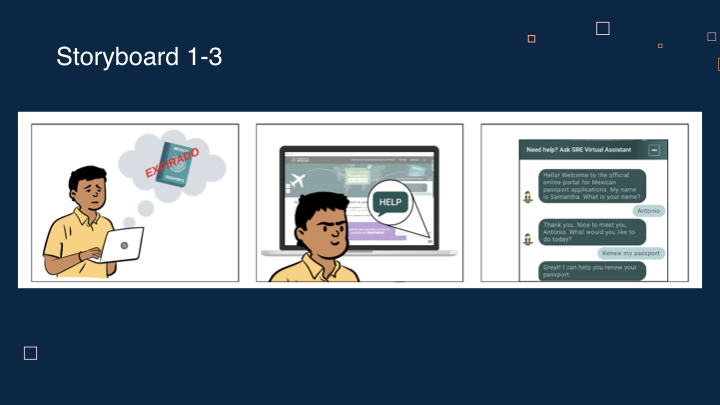 Storyboard 1-3
MÉXICO
EXPIRADO
PASAPORTE
HELP
Need help? Ask SRE Virtual Assistant
Hello! Welcome to the official
online portal for Mexican
passport applications. My name
is Samantha. What is your name?
Antonio
Thank you. Nice to meet you,
Antonio. What would you like to
do today?
Renew my passport
Great! I can help you renew your
passport.